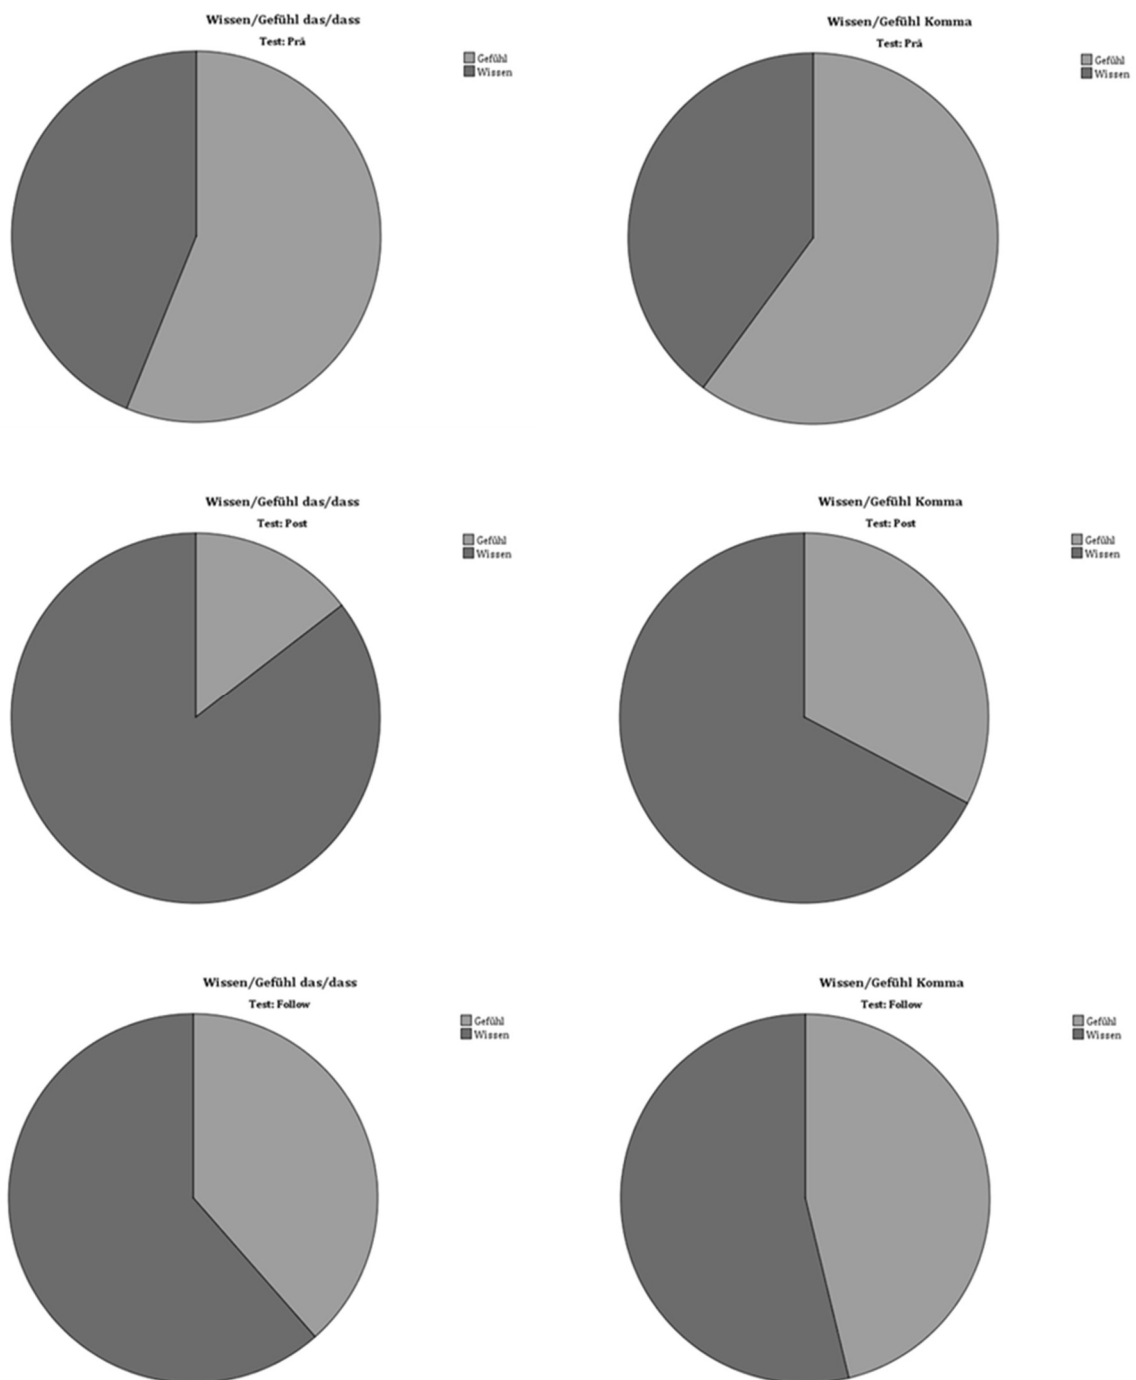 Wissen/Gefühl das/dass
Test: Prä
Gefühl
Wissen
Wissen/Gefühl Komma
Test: Prä
Gefühl
Wissen
Wissen/Gefühl das/dass
Test: Post
Gefühl
Wissen
Wissen/Gefühl Komma
Test: Post
Gefühl
Wissen
Wissen/Gefühl das/dass
Test: Follow
Gefühl
Wissen
Wissen/Gefühl Komma
Test: Follow
Gefühl
Wissen